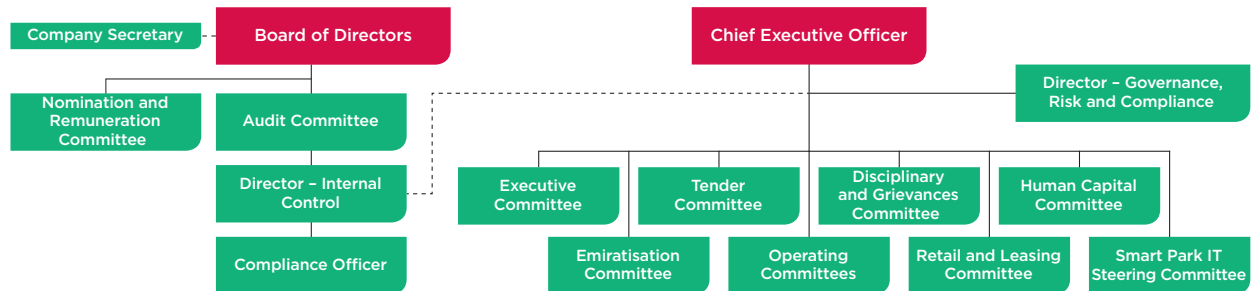 Company Secretary
Board of Directors
Chief Executive Officer
Director – Governance,
Risk and Compliance
Nomination and
Remuneration
Committee
Audit Committee
Director – Internal
Control
Compliance Officer
Executive
Committee
Tender
Committee
Disciplinary
and Grievances
Committee
Human Capital
Committee
Emiratisation
Committee
Operating
Committees
Retail and Leasing
Committee
Smart Park IT
Steering Committee